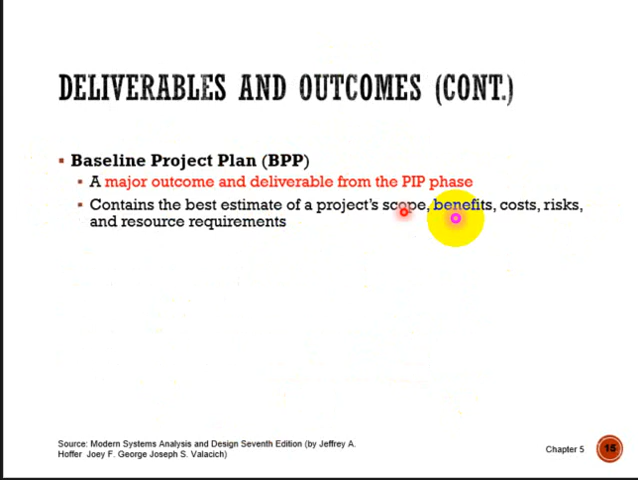 DELIVERABLES AND OUTCOMES (CONT.)
▪ Baseline Project Plan (BPP)
▪ A major outcome and deliverable from the PIP phase
▪ Contains the best estimate of a project's scope, benefits, costs, risks,
and resource requirements
Source: Modern Systems Analysis and Design Seventh Edition (by Jeffrey A.
Hoffer Joey F. George Joseph S. Valacich)
Chapter 5
15